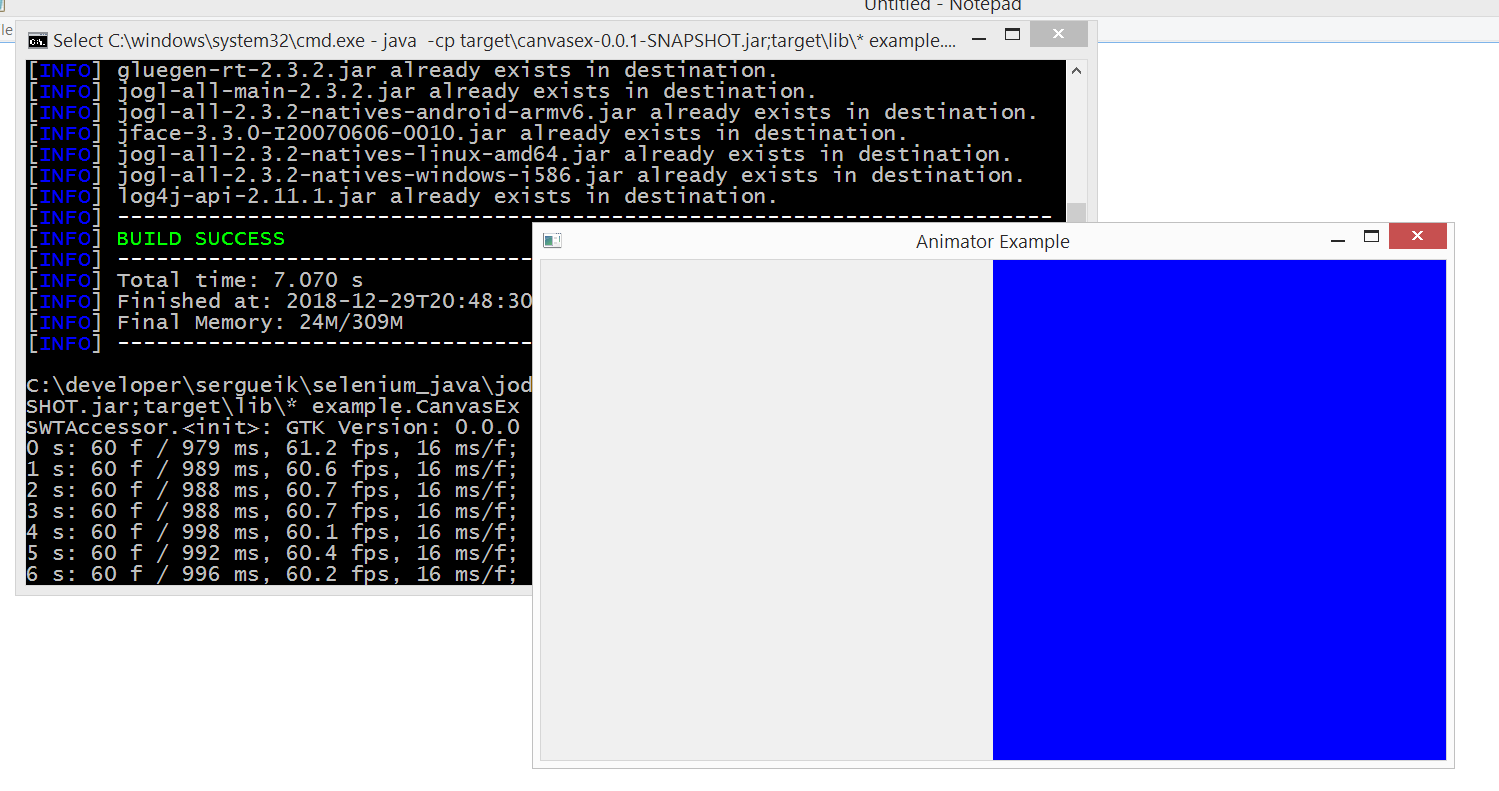 Untitled - Notepad
le
Select C:\windows\system32\cmd.exe - java  -cp target\canvasex-0.0.1-SNAPSHOT.jar;target\lib\* example....
[INFO] gluegen-rt-2.3.2.jar already exists in destination.
[INFO] jogl-all-main-2.3.2.jar already exists in destination.
[INFO] jogl-all-2.3.2-natives-android-armv6.jar already exists in destination.
[INFO] jface-3.3.0-I20070606-0010.jar already exists in destination.
[INFO] jogl-all-2.3.2-natives-linux-amd64.jar already exists in destination.
[INFO] jogl-all-2.3.2-natives-windows-i586.jar already exists in destination.
[INFO] log4j-api-2.11.1.jar already exists in destination.
[INFO] ------------------------------------------------------------------------
[INFO] BUILD SUCCESS
[INFO] --------------------------------
[INFO] Total time: 7.070 s
[INFO] Finished at: 2018-12-29T20:48:30
[INFO] Final Memory: 24M/309M
[INFO] --------------------------------
C:\developer\sergueik\selenium_java\jod
SHOT.jar;target\lib\* example.CanvasEx
SWTAccessor.<init>: GTK Version: 0.0.0
0 s: 60 f / 979 ms, 61.2 fps, 16 ms/f;
1 s: 60 f / 989 ms, 60.6 fps, 16 ms/f;
2 s: 60 f / 988 ms, 60.7 fps, 16 ms/f;
3 s: 60 f / 988 ms, 60.7 fps, 16 ms/f;
4 s: 60 f / 998 ms, 60.1 fps, 16 ms/f;
5 s: 60 f / 992 ms, 60.4 fps, 16 ms/f;
6 s: 60 f / 996 ms, 60.2 fps, 16 ms/f;
Animator Example